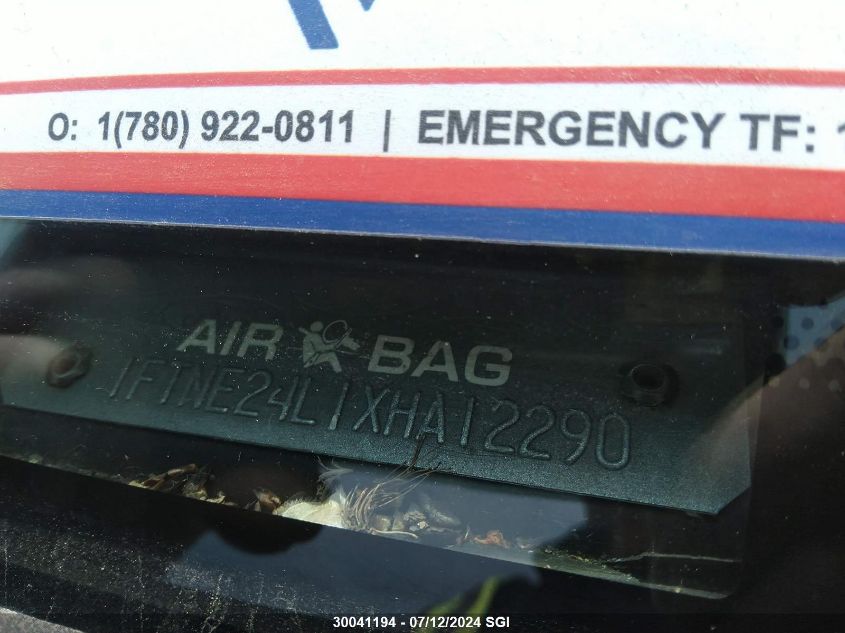 O: 1(780) 922-0811 | EMERGENCY TF:
AIR BAG
1FTNE24L1XHA12290
30041194 - 07/12/2024 SGI